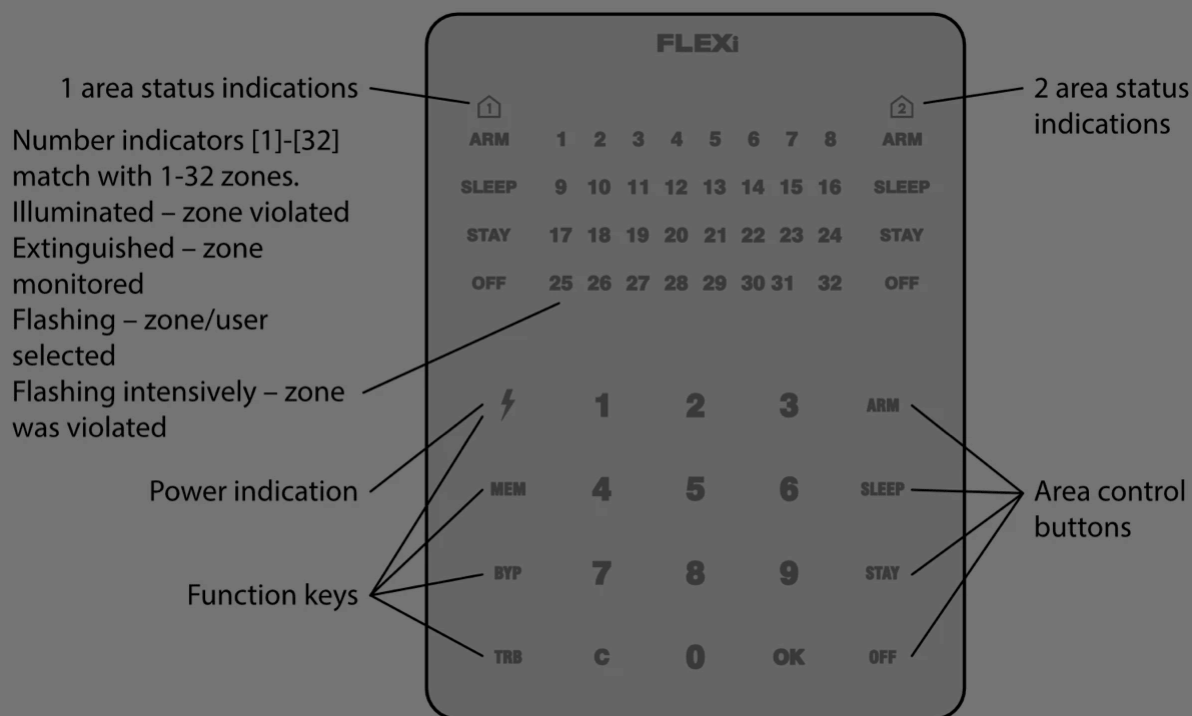 FLEXi
1 area status indications
2 area status
indications
1
2
Number indicators [1]-[32]
match with 1-32 zones.
Illuminated – zone violated
Extinguished – zone
monitored
Flashing – zone/user
selected
Flashing intensively – zone
was violated
ARM 1 2 3 4 5 6 7 8 ARM
SLEEP 9 10 11 12 13 14 15 16 SLEEP
STAY 17 18 19 20 21 22 23 24 STAY
OFF 25 26 27 28 29 30 31 32 OFF
1 2 3 ARM
Power indication
MEM 4 5 6 SLEEP
Area control
buttons
Function keys
BYP 7 8 9 STAY
TRB C 0 OK OFF